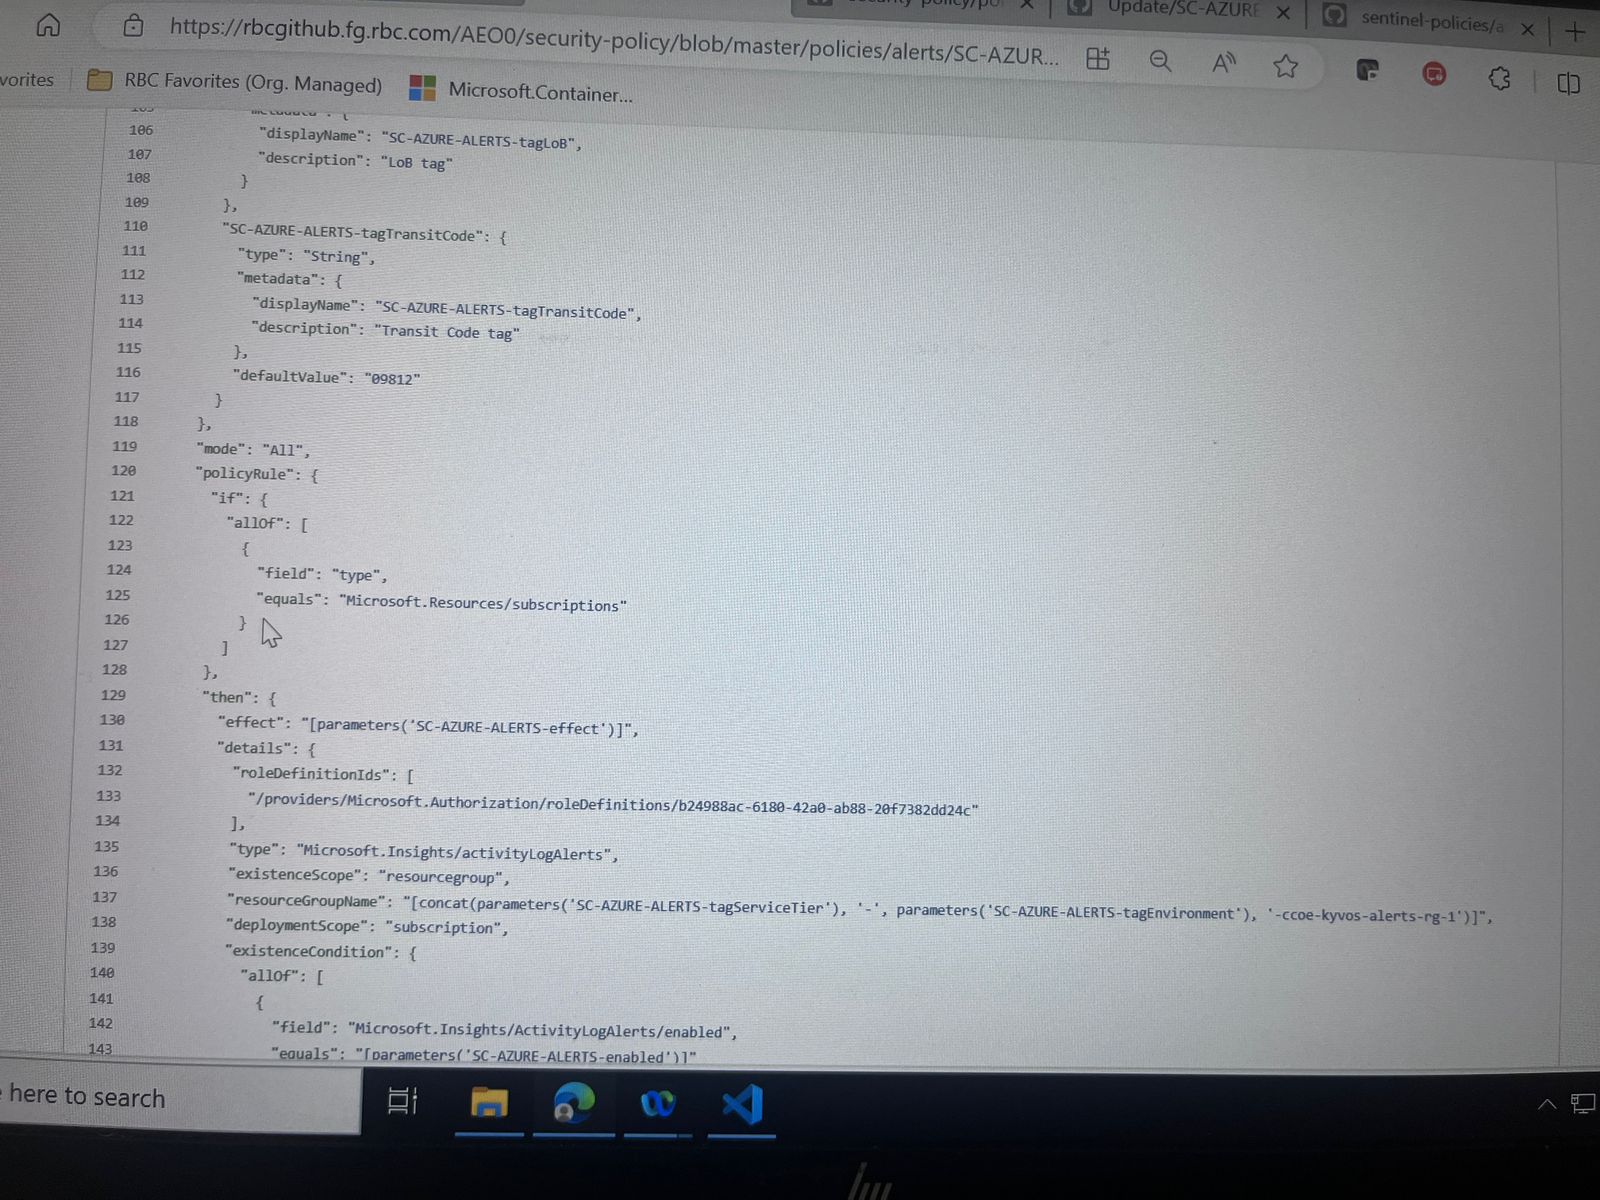 Update/SC-AZURE
sentinel-policies/a
https://rbcgithub.fg.rbc.com/AEO0/security-policy/blob/master/policies/alerts/SC-AZUR...
vorites
RBC Favorites (Org. Managed)
Microsoft.Container...
105 "metadata": {
106 "displayName": "SC-AZURE-ALERTS-tagLoB",
107 "description": "LoB tag"
108 }
109 },
110 "SC-AZURE-ALERTS-tagTransitCode": {
111 "type": "String",
112 "metadata": {
113 "displayName": "SC-AZURE-ALERTS-tagTransitCode",
114 "description": "Transit Code tag"
115 },
116 "defaultValue": "09812"
117 }
118 },
119 "mode": "All",
120 "policyRule": {
121 "if": {
122 "allOf": [
123 {
124 "field": "type",
125 "equals": "Microsoft.Resources/subscriptions"
126 }
127 ]
128 },
129 "then": {
130 "effect": "[parameters('SC-AZURE-ALERTS-effect')]",
131 "details": {
132 "roleDefinitionIds": [
133 "/providers/Microsoft.Authorization/roleDefinitions/b24988ac-6180-42a0-ab88-20f7382dd24c"
134 ],
135 "type": "Microsoft.Insights/activityLogAlerts",
136 "existenceScope": "resourcegroup",
137 "resourceGroupName": "[concat(parameters('SC-AZURE-ALERTS-tagServiceTier'), '-', parameters('SC-AZURE-ALERTS-tagEnvironment'), '-ccoe-kyvos-alerts-rg-1')]",
138 "deploymentScope": "subscription",
139 "existenceCondition": {
140 "allOf": [
141 {
142 "field": "Microsoft.Insights/ActivityLogAlerts/enabled",
143 "equals": "[parameters('SC-AZURE-ALERTS-enabled')]"
here to search
hp